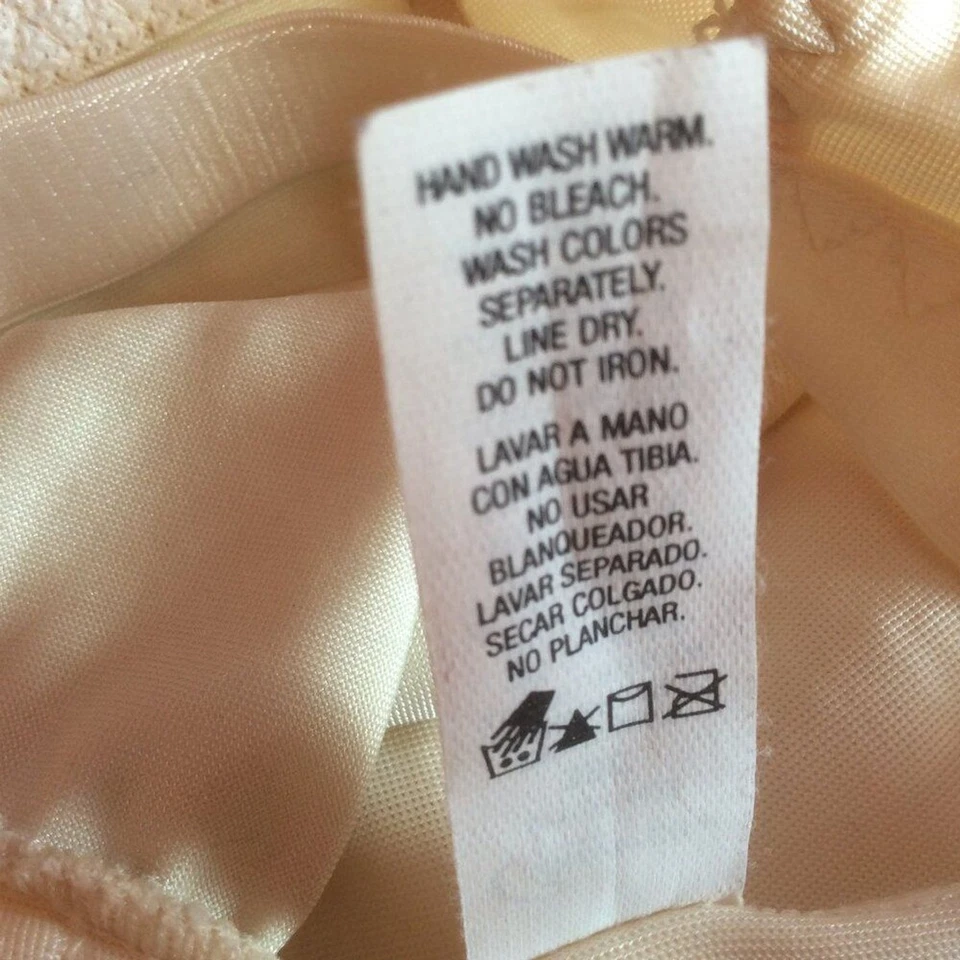 HAND WASH WARM.
NO BLEACH.
WASH COLORS
SEPARATELY.
LINE DRY.
DO NOT IRON.
LAVAR A MANO
CON AGUA TIBIA.
NO USAR
BLANQUEADOR.
LAVAR SEPARADO.
SECAR COLGADO.
NO PLANCHAR.